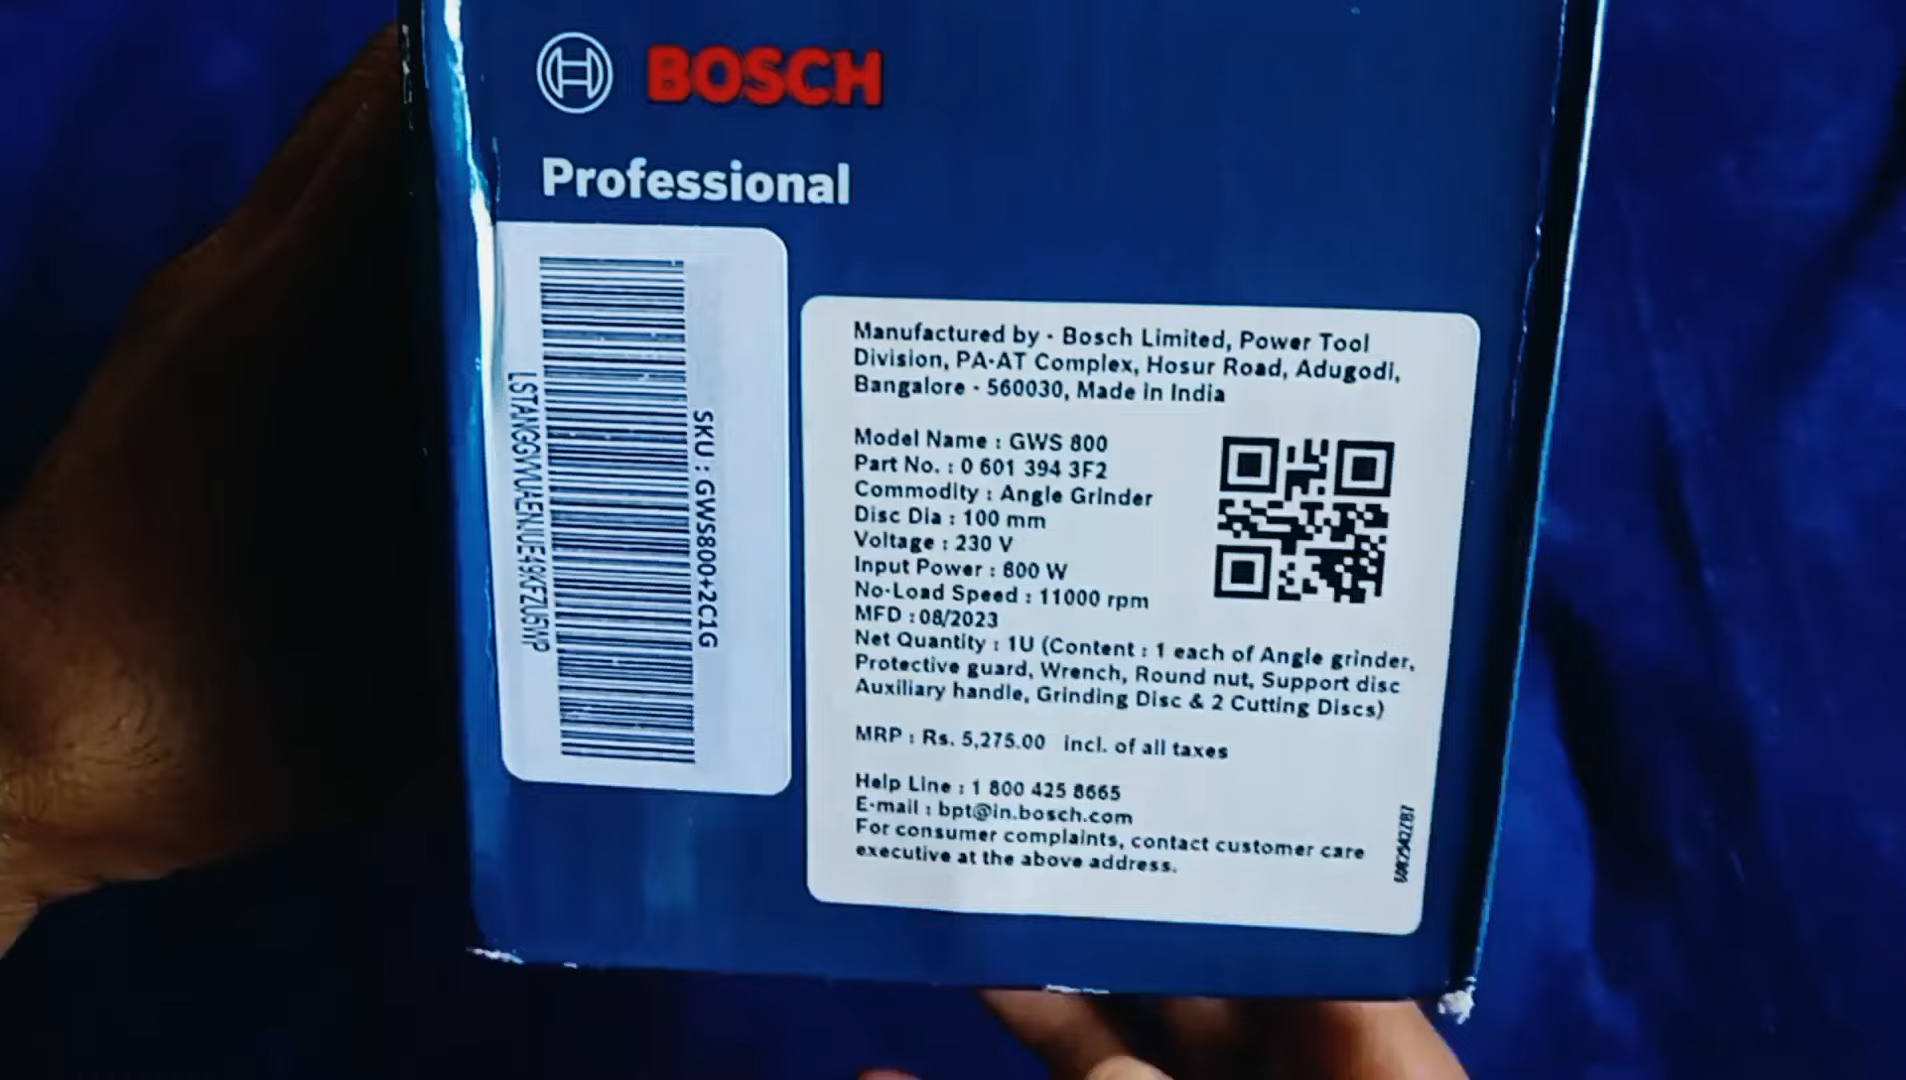 BOSCH
Professional
SKU : GWS800+2C1G
Manufactured by - Bosch Limited, Power Tool
Division, PA-AT Complex, Hosur Road, Adugodi,
Bangalore - 560030, Made in India
Model Name : GWS 800
Part No. : 0 601 394 3F2
Commodity : Angle Grinder
Disc Dia : 100 mm
Voltage : 230 V
Input Power : 800 W
No-Load Speed : 11000 rpm
MFD : 08/2023
Net Quantity : 1U (Content : 1 each of Angle grinder,
Protective guard, Wrench, Round nut, Support disc
Auxiliary handle, Grinding Disc & 2 Cutting Discs)
MRP : Rs. 5,275.00 incl. of all taxes
Help Line : 1 800 425 8665
E-mail : bpt@in.bosch.com
For consumer complaints, contact customer care
executive at the above address.